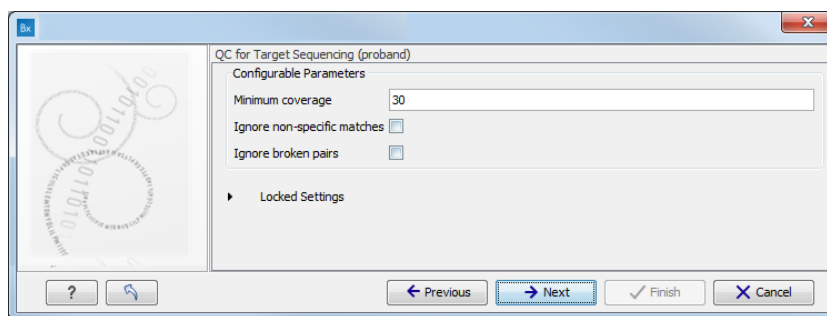 Bx
QC for Target Sequencing (proband)
Configurable Parameters
Minimum coverage 30
Ignore non-specific matches
Ignore broken pairs
Locked Settings
?
Previous Next Finish Cancel